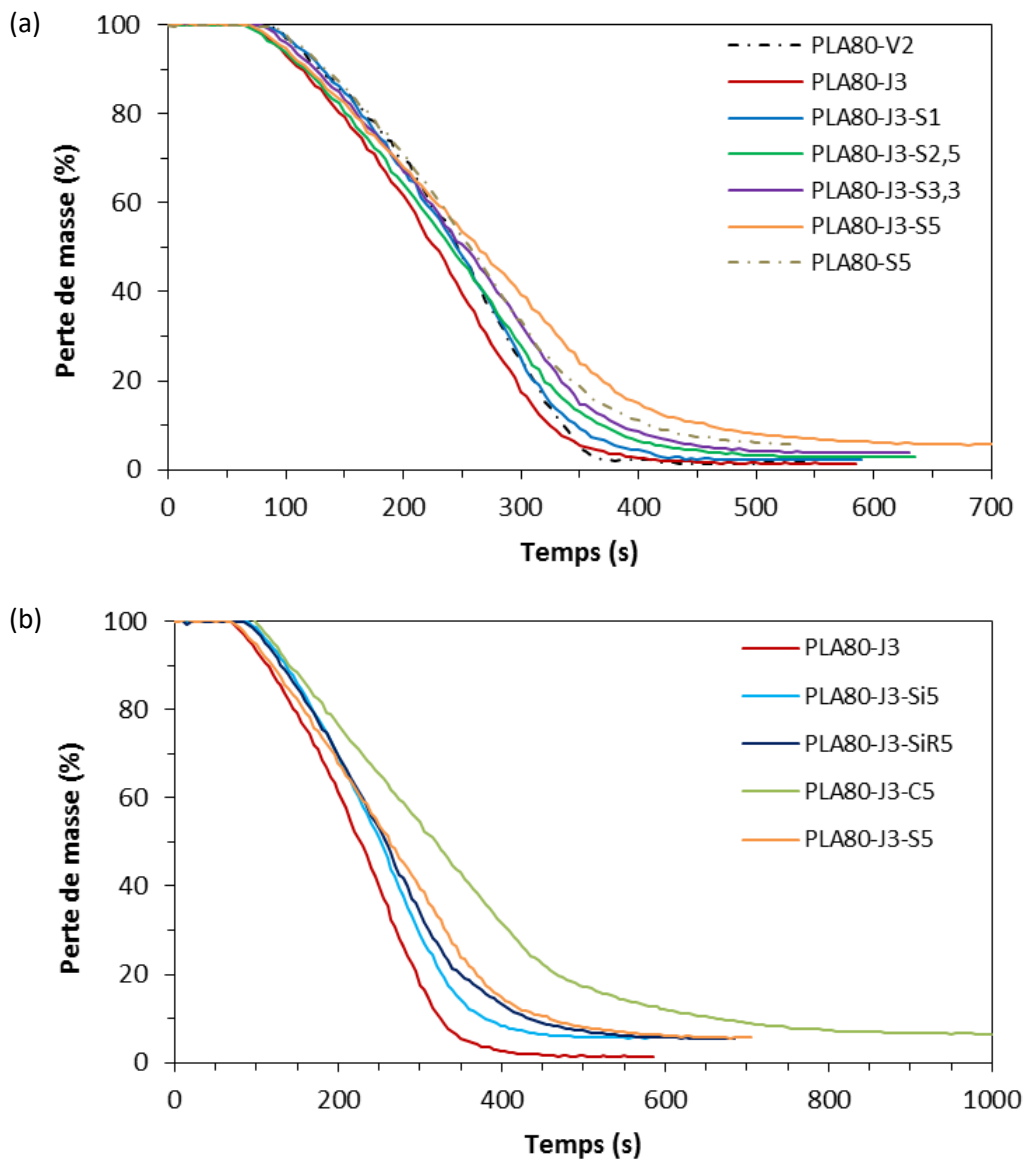 (a)
Perte de masse (%)
100
80
60
40
20
0
0 100 200 300 400 500 600 700
Temps (s)
PLA80-V2
PLA80-J3
PLA80-J3-S1
PLA80-J3-S2,5
PLA80-J3-S3,3
PLA80-J3-S5
PLA80-S5
(b)
Perte de masse (%)
100
80
60
40
20
0
0 200 400 600 800 1000
Temps (s)
PLA80-J3
PLA80-J3-Si5
PLA80-J3-SiR5
PLA80-J3-C5
PLA80-J3-S5